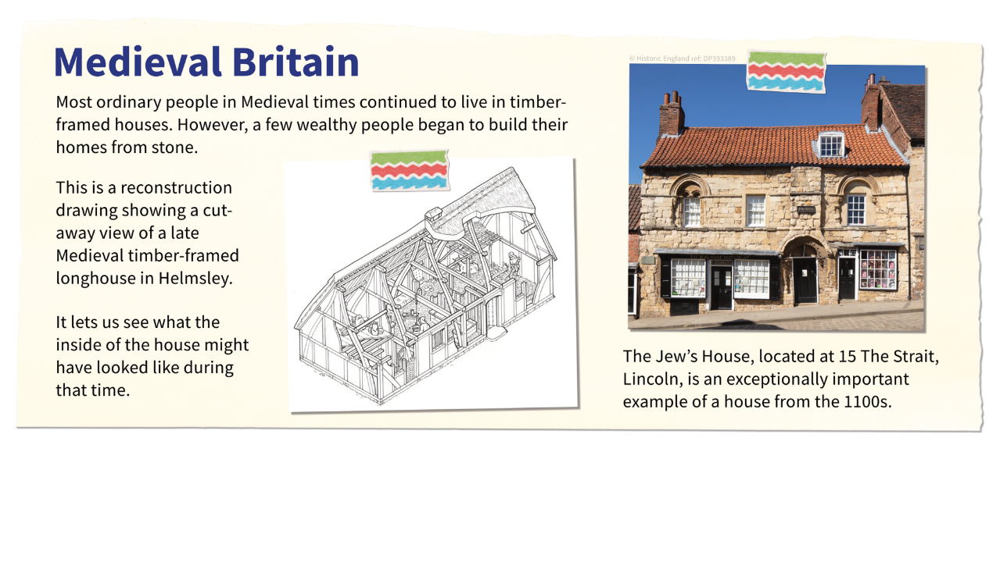 Medieval Britain
Most ordinary people in Medieval times continued to live in timber-
framed houses. However, a few wealthy people began to build their
homes from stone.
This is a reconstruction
drawing showing a cut-
away view of a late
Medieval timber-framed
longhouse in Helmsley.
It lets us see what the
inside of the house might
have looked like during
that time.
© Historic England ref: DP393389
The Jew’s House, located at 15 The Strait,
Lincoln, is an exceptionally important
example of a house from the 1100s.